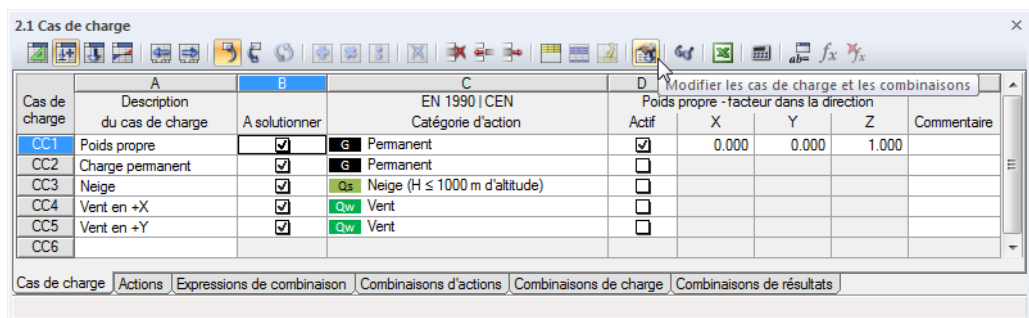 2.1 Cas de charge
Modifier les cas de charge et les combinaisons
A B C D
Cas de charge
Description du cas de charge
A solutionner
EN 1990 | CEN
Catégorie d'action
Poids propre - facteur dans la direction
Actif X Y Z Commentaire
CC1 Poids propre G Permanent 0.000 0.000 1.000
CC2 Charge permanent G Permanent
CC3 Neige Qs Neige (H ≤ 1000 m d'altitude)
CC4 Vent en +X Qw Vent
CC5 Vent en +Y Qw Vent
CC6
Cas de charge Actions Expressions de combinaison Combinaisons d'actions Combinaisons de charge Combinaisons de résultats